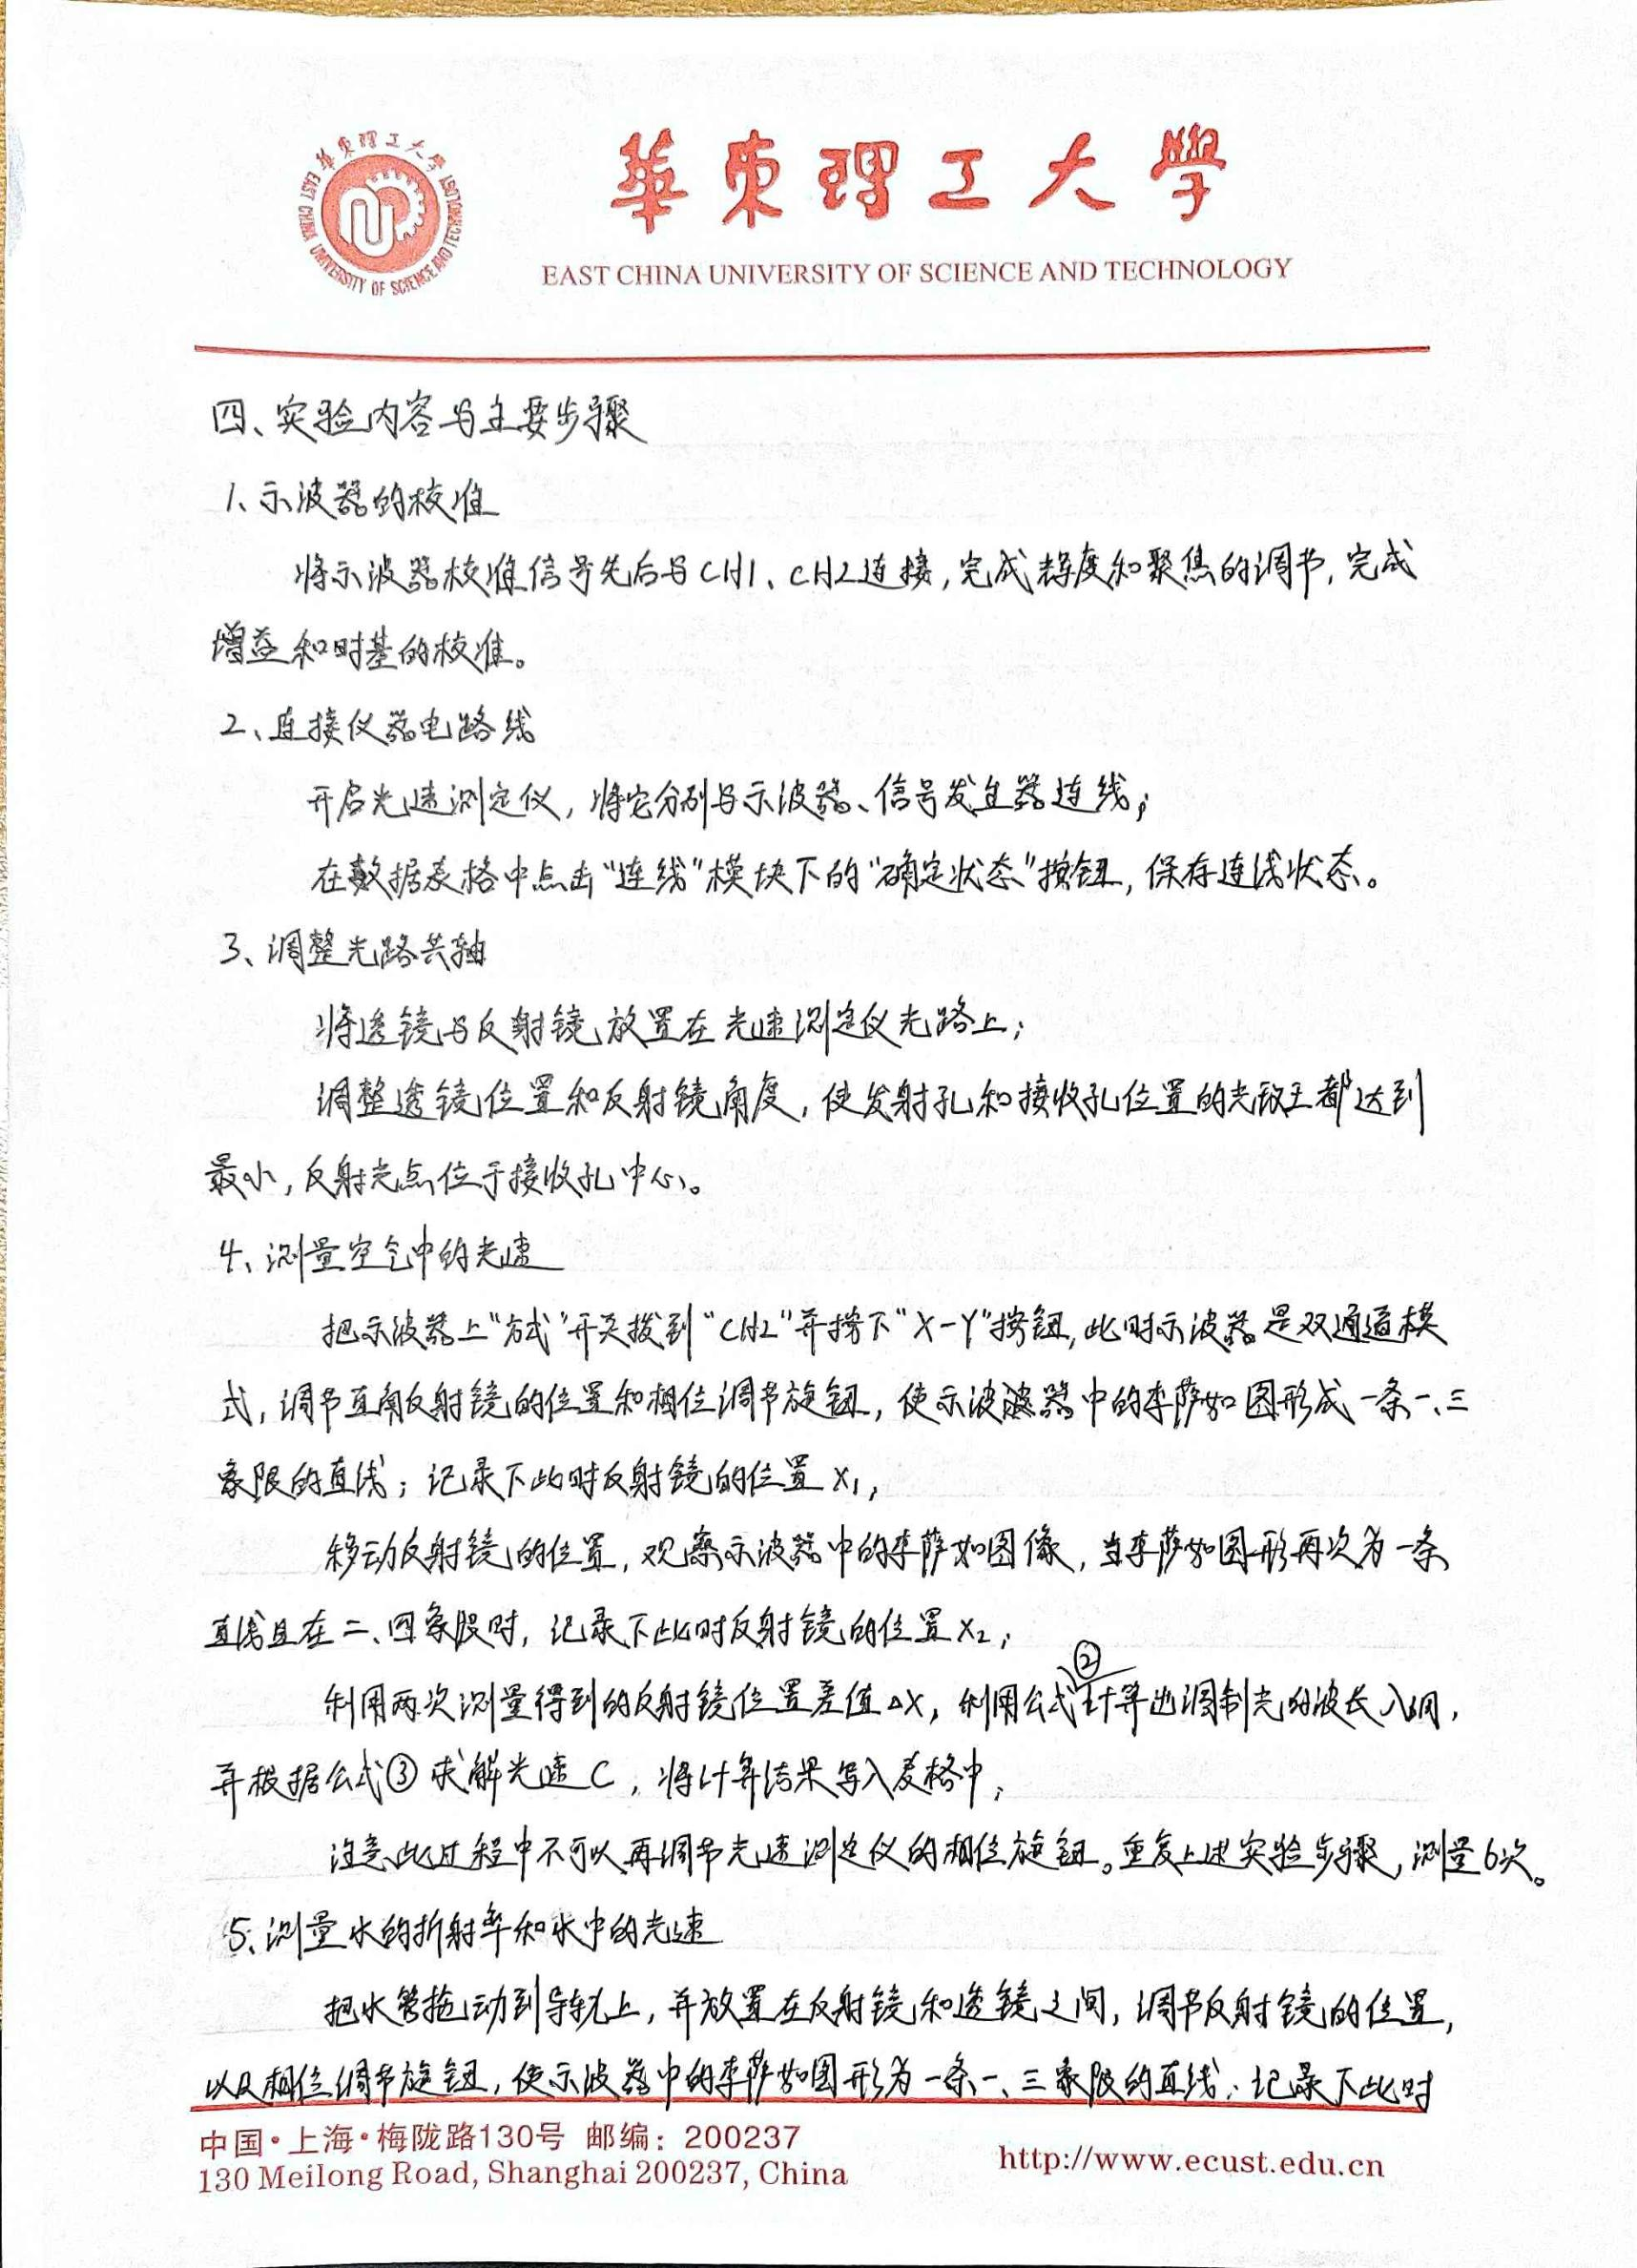 華東理工大學
EAST CHINA UNIVERSITY OF SCIENCE AND TECHNOLOGY
華東理工大學
EAST CHINA UNIVERSITY OF SCIENCE AND TECHNOLOGY
四、实验内容与主要步骤
1、示波器的校准
将示波器校准信号先后与CH1、CH2连接,完成辉度和聚焦的调节,完成
增益和时基的校准。
2、连接仪器电路线
开启光速测定仪,将它分别与示波器、信号发生器连线;
在数据表格中点击"连线"模块下的"确定状态"按钮,保存连线状态。
3、调整光路共轴
将透镜与反射镜放置在光速测定仪光路上;
调整透镜位置和反射镜角度,使发射孔和接收孔位置的光斑都达到
最小,反射光点位于接收孔中心。
4、测量空气中的光速
把示波器上"方式"开关拨到"CH2"并按下"X-Y"按钮,此时示波器是双通道模
式,调节直角反射镜的位置和相位调节旋钮,使示波器中的李萨如图形成一条一、三
象限的直线;记录下此时反射镜的位置X₁,
移动反射镜的位置,观察示波器中的李萨如图像,当李萨如图形再次为一条
直线且在二、四象限时,记录下此时反射镜的位置X₂;
利用两次测量得到的反射镜位置差值△X,利用公式②计算出调制光的波长λ调,
并根据公式③求解光速C,将计算结果写入表格中;
注意此过程中不可以再调节光速测定仪的相位旋钮。重复上述实验步骤,测量6次。
5、测量水的折射率和水中的光速
把水管拖动到导轨上,并放置在反射镜和透镜之间,调节反射镜的位置,
以及相位调节旋钮,使示波器中的李萨如图形为一条一、三象限的直线;记录下此时
中国·上海·梅陇路130号 邮编:200237
130 Meilong Road, Shanghai 200237, China
http://www.ecust.edu.cn